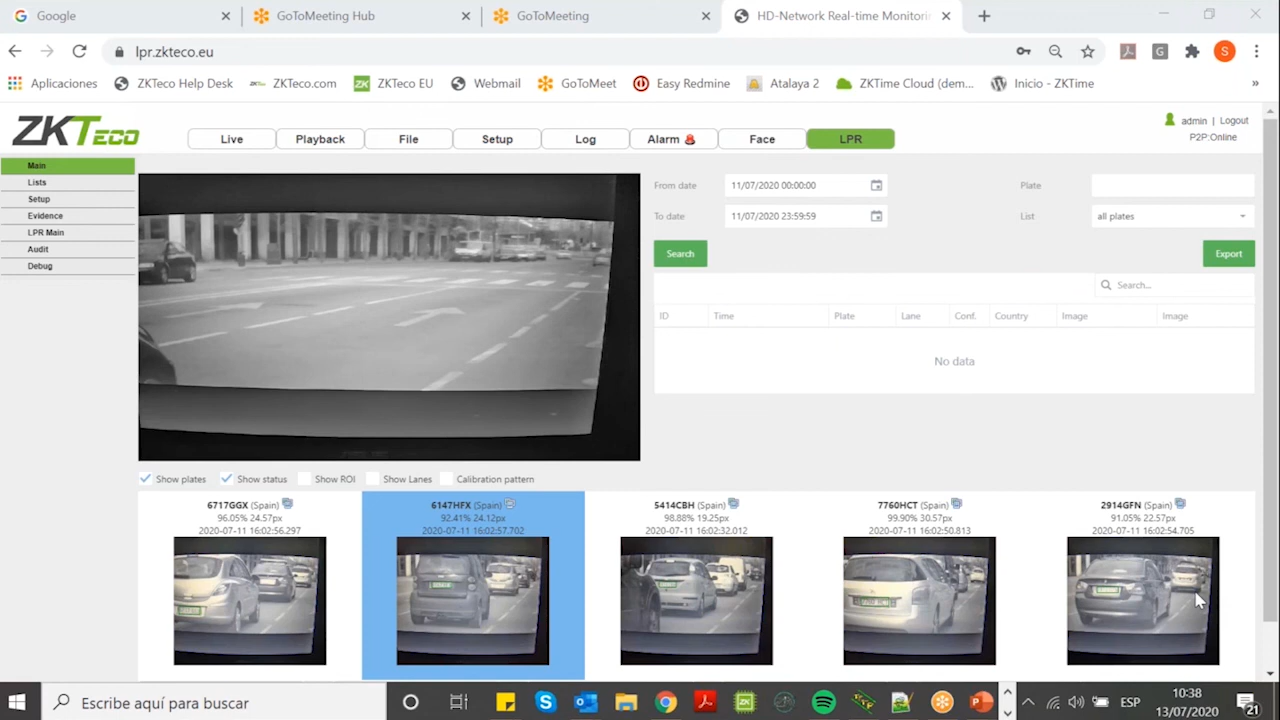 Google
GoToMeeting Hub
GoToMeeting
HD-Network Real-time Monitorin
lpr.zkteco.eu
G
S
Aplicaciones
ZKTeco Help Desk
ZKTeco.com
ZK
ZKTeco EU
Webmail
GoToMeet
Easy Redmine
Atalaya 2
ZKTime Cloud (dem...
Inicio - ZKTime
»
ZKTECO
Live
Playback
File
Setup
Log
Alarm
Face
LPR
admin | Logout
P2P:Online
Main
Lists
Setup
Evidence
LPR Main
Audit
Debug
From date
11/07/2020 00:00:00
Plate
To date
11/07/2020 23:59:59
List
all plates
Search
Export
Search...
ID
Time
Plate
Lane
Conf.
Country
Image
Image
No data
Show plates
Show status
Show ROI
Show Lanes
Calibration pattern
6717GGX (Spain)
96.05% 24.57px
2020-07-11 16:02:56.297
6147HFX (Spain)
92.41% 24.12px
2020-07-11 16:02:57.702
5414CBH (Spain)
98.88% 19.25px
2020-07-11 16:02:32.012
7760HCT (Spain)
99.90% 30.57px
2020-07-11 16:02:50.813
2914GFN (Spain)
91.05% 22.57px
2020-07-11 16:02:54.705
Escribe aquí para buscar
ZK
ESP
10:38
13/07/2020
21